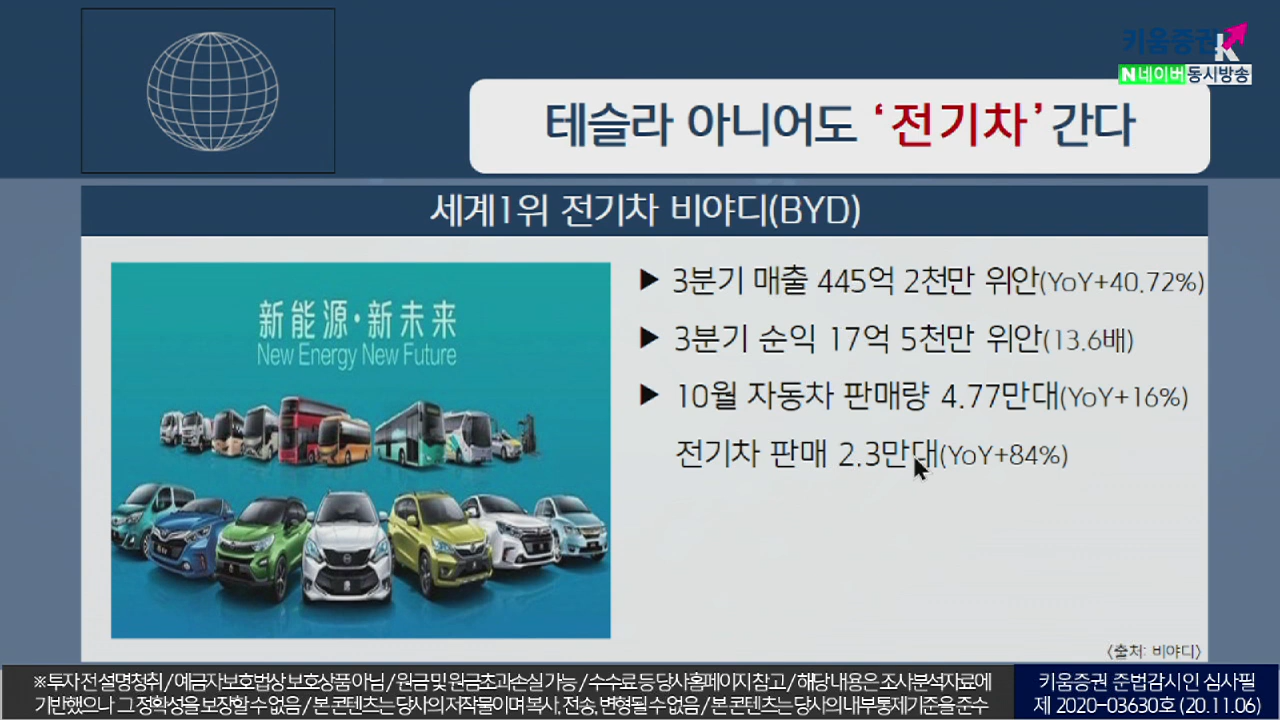 키움증권
N 네이버 동시방송
테슬라 아니어도 ‘전기차’ 간다
세계1위 전기차 비야디(BYD)
新能源·新未来
New Energy New Future
▶ 3분기 매출 445억 2천만 위안(YoY+40.72%)
▶ 3분기 순익 17억 5천만 위안(13.6배)
▶ 10월 자동차 판매량 4.77만대(YoY+16%)
전기차 판매 2.3만대(YoY+84%)
〈출처: 비야디〉
※ 투자 전 설명청취 / 예금자보호법상 보호상품 아님 / 원금 및 원금초과손실 가능 / 수수료 등 당사홈페이지 참고 / 해당 내용은 조사분석자료에
기반했으나 그 정확성을 보장할 수 없음 / 본 콘텐츠는 당사의 저작물이며 복사, 전송, 변형될 수 없음 / 본 콘텐츠는 당사의 내부통제기준을 준수
키움증권 준법감시인 심사필
제 2020-03630호 (20.11.06)